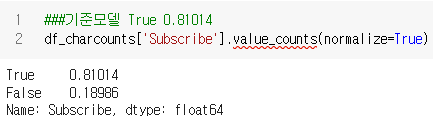 1 ###기준모델 True 0.81014
2 df_charcounts['Subscribe'].value_counts(normalize=True)
True 0.81014
False 0.18986
Name: Subscribe, dtype: float64